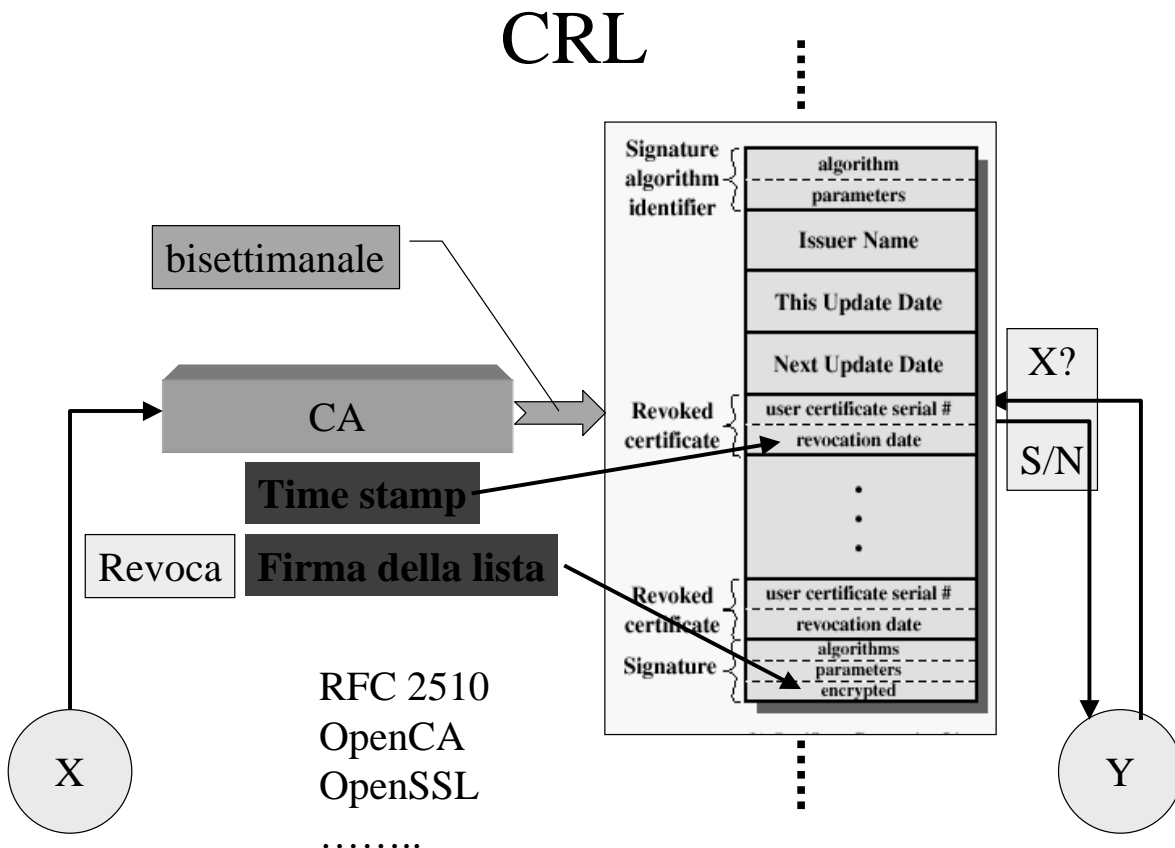 CRL
Signature
algorithm
identifier
algorithm
parameters
Issuer Name
This Update Date
Next Update Date
Revoked
certificate
user certificate serial #
revocation date
Revoked
certificate
user certificate serial #
revocation date
Signature
algorithms
parameters
encrypted
bisettimanale
CA
Time stamp
Revoca
Firma della lista
X?
S/N
RFC 2510
OpenCA
OpenSSL
……..
X
Y